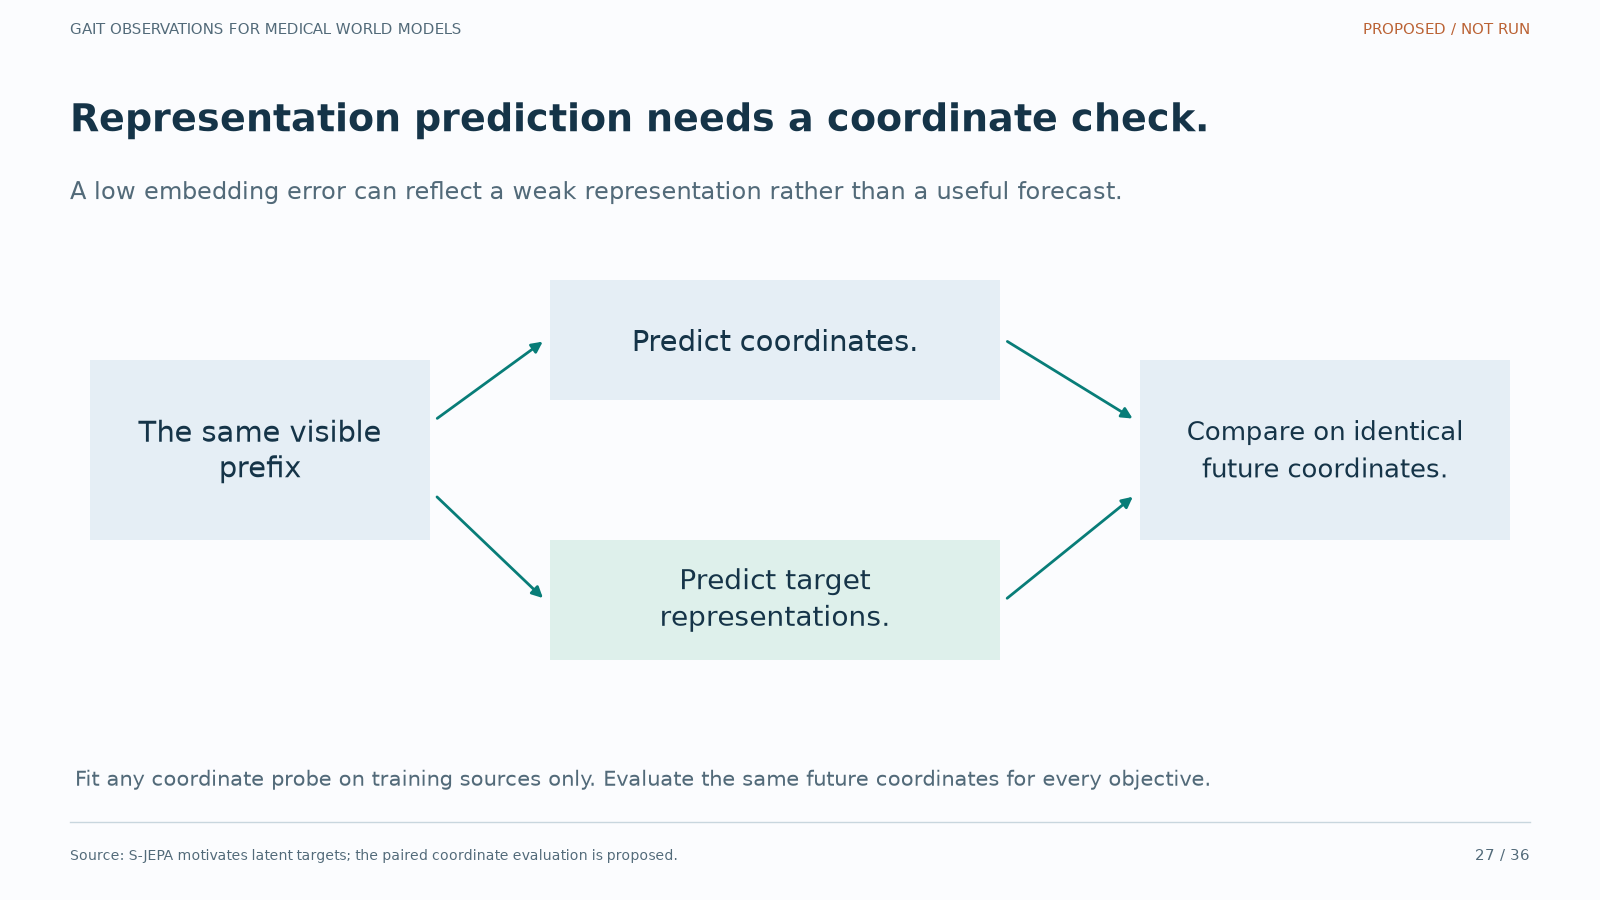 GAIT OBSERVATIONS FOR MEDICAL WORLD MODELS
PROPOSED / NOT RUN
Representation prediction needs a coordinate check.
A low embedding error can reflect a weak representation rather than a useful forecast.
Predict coordinates.
The same visible
prefix
Compare on identical
future coordinates.
Predict target
representations.
Fit any coordinate probe on training sources only. Evaluate the same future coordinates for every objective.
Source: S-JEPA motivates latent targets; the paired coordinate evaluation is proposed.
27 / 36